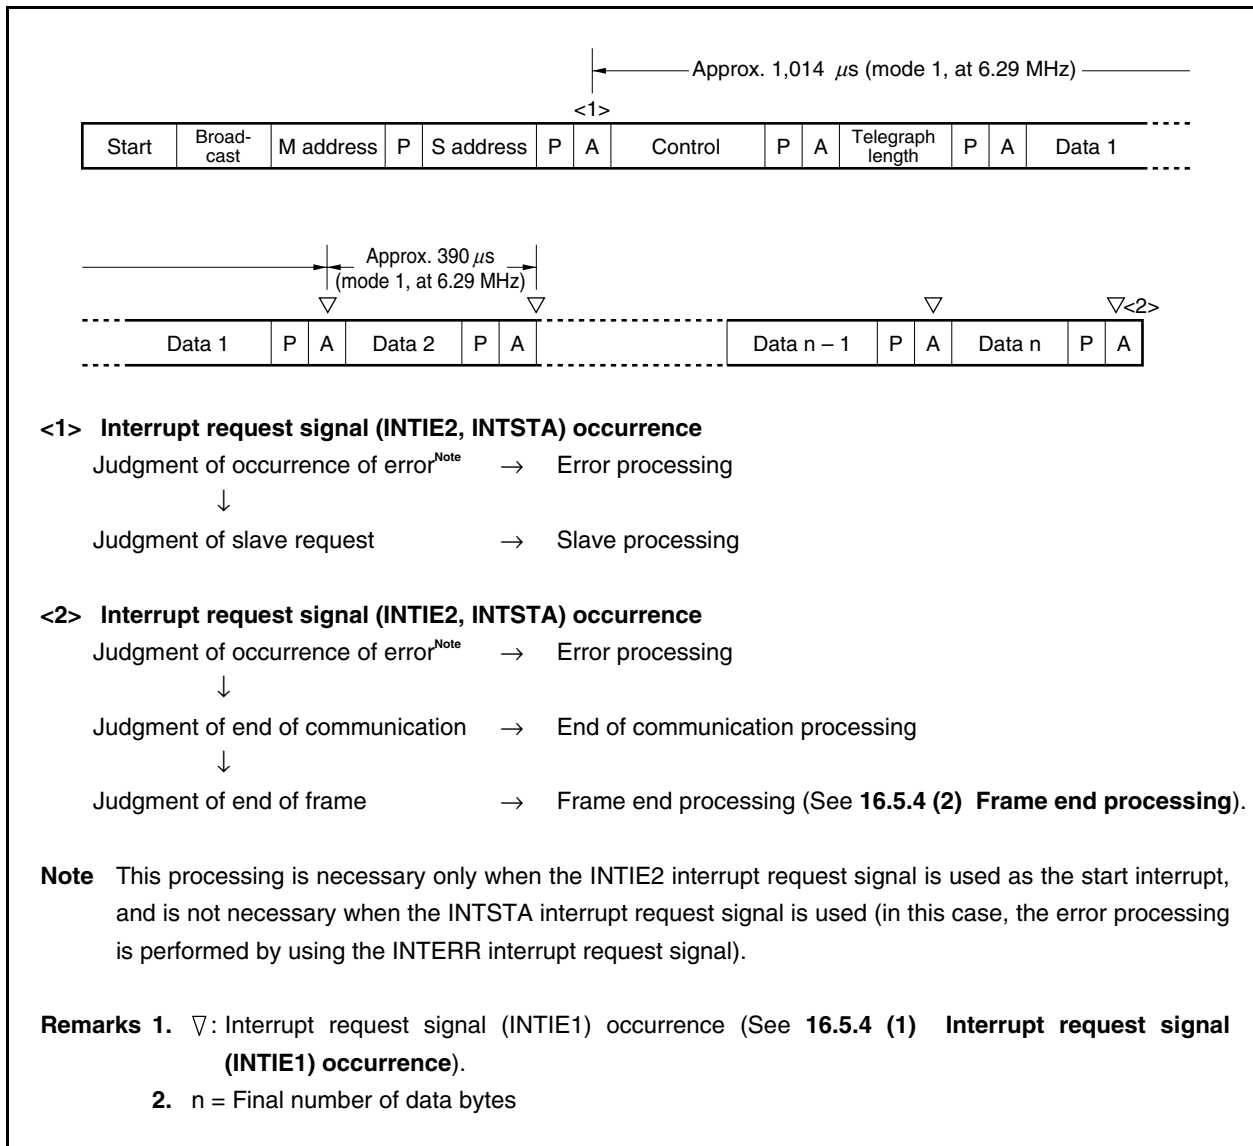 Approx. 1,014 μs (mode 1, at 6.29 MHz)
<1>
Start Broad-cast M address P S address P A Control P A Telegraph length P A Data 1
Approx. 390 μs
(mode 1, at 6.29 MHz)
▽ ▽ ▽ ▽<2>
Data 1 P A Data 2 P A Data n – 1 P A Data n P A
<1> Interrupt request signal (INTIE2, INTSTA) occurrence
Judgment of occurrence of errorNote → Error processing
↓
Judgment of slave request → Slave processing
<2> Interrupt request signal (INTIE2, INTSTA) occurrence
Judgment of occurrence of errorNote → Error processing
↓
Judgment of end of communication → End of communication processing
↓
Judgment of end of frame → Frame end processing (See 16.5.4 (2) Frame end processing).
Note This processing is necessary only when the INTIE2 interrupt request signal is used as the start interrupt,
and is not necessary when the INTSTA interrupt request signal is used (in this case, the error processing
is performed by using the INTERR interrupt request signal).
Remarks 1. ▽: Interrupt request signal (INTIE1) occurrence (See 16.5.4 (1) Interrupt request signal
(INTIE1) occurrence).
2. n = Final number of data bytes